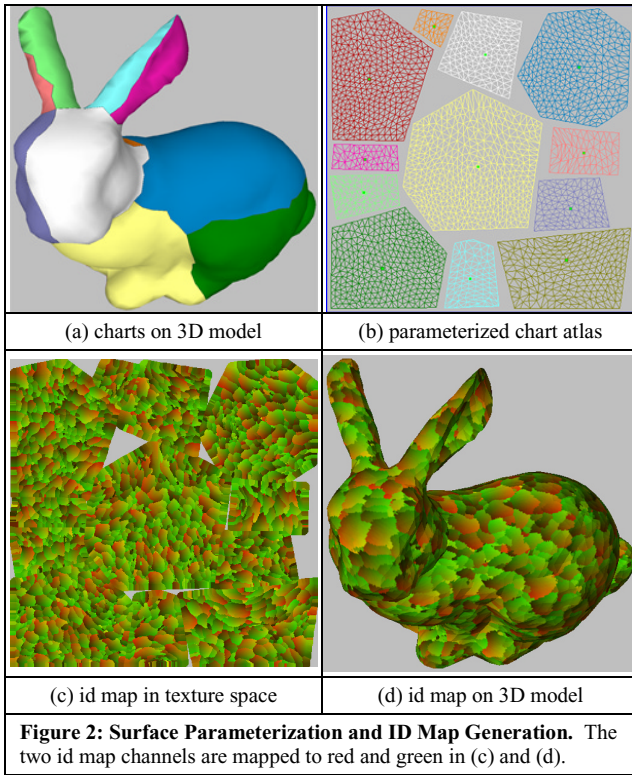 (a) charts on 3D model
(b) parameterized chart atlas
(c) id map in texture space
(d) id map on 3D model
Figure 2: Surface Parameterization and ID Map Generation. The
two id map channels are mapped to red and green in (c) and (d).